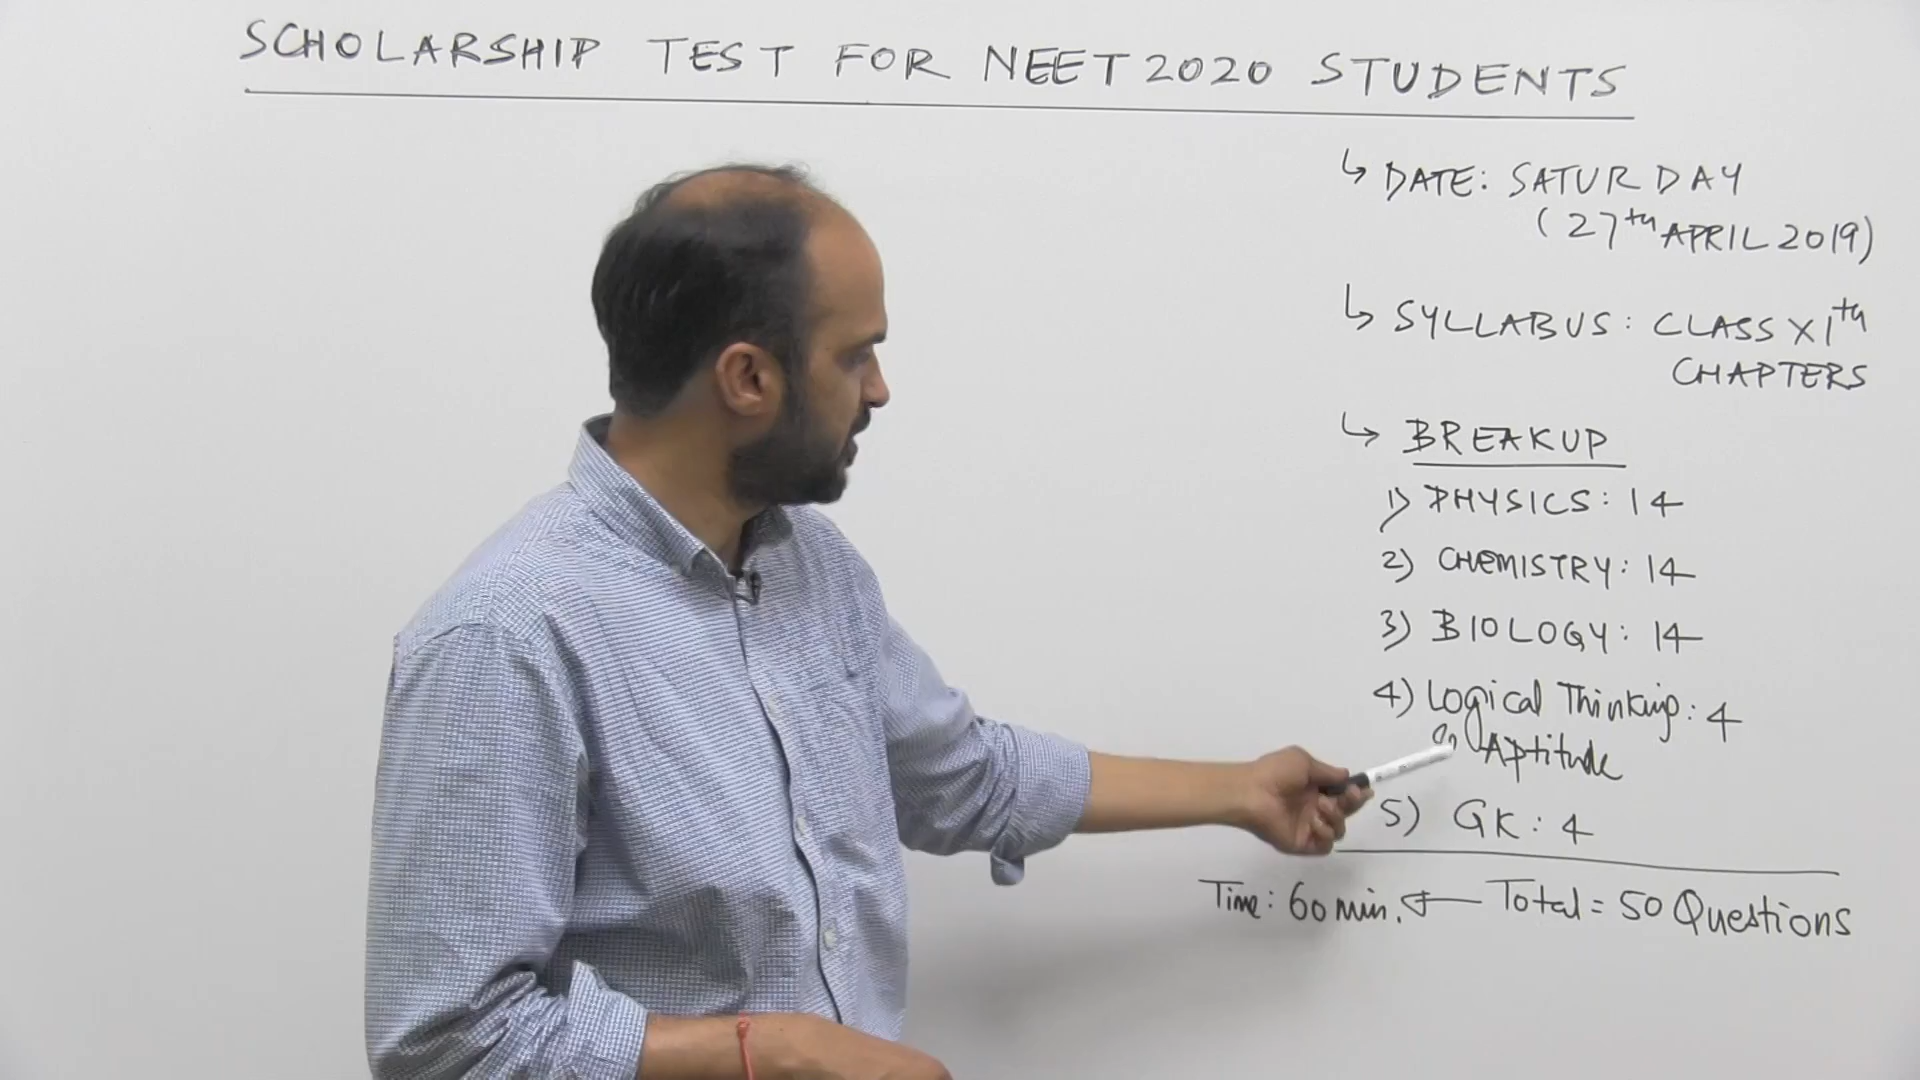 SCHOLARSHIP TEST FOR NEET 2020 STUDENTS
↳ DATE: SATURDAY
(27th APRIL 2019)
↳ SYLLABUS: CLASS XIth
CHAPTERS
↳ BREAKUP
1) PHYSICS: 14
2) CHEMISTRY: 14
3) BIOLOGY: 14
4) Logical Thinking: 4
& Aptitude
5) GK: 4
Time: 60 min. ← Total = 50 Questions